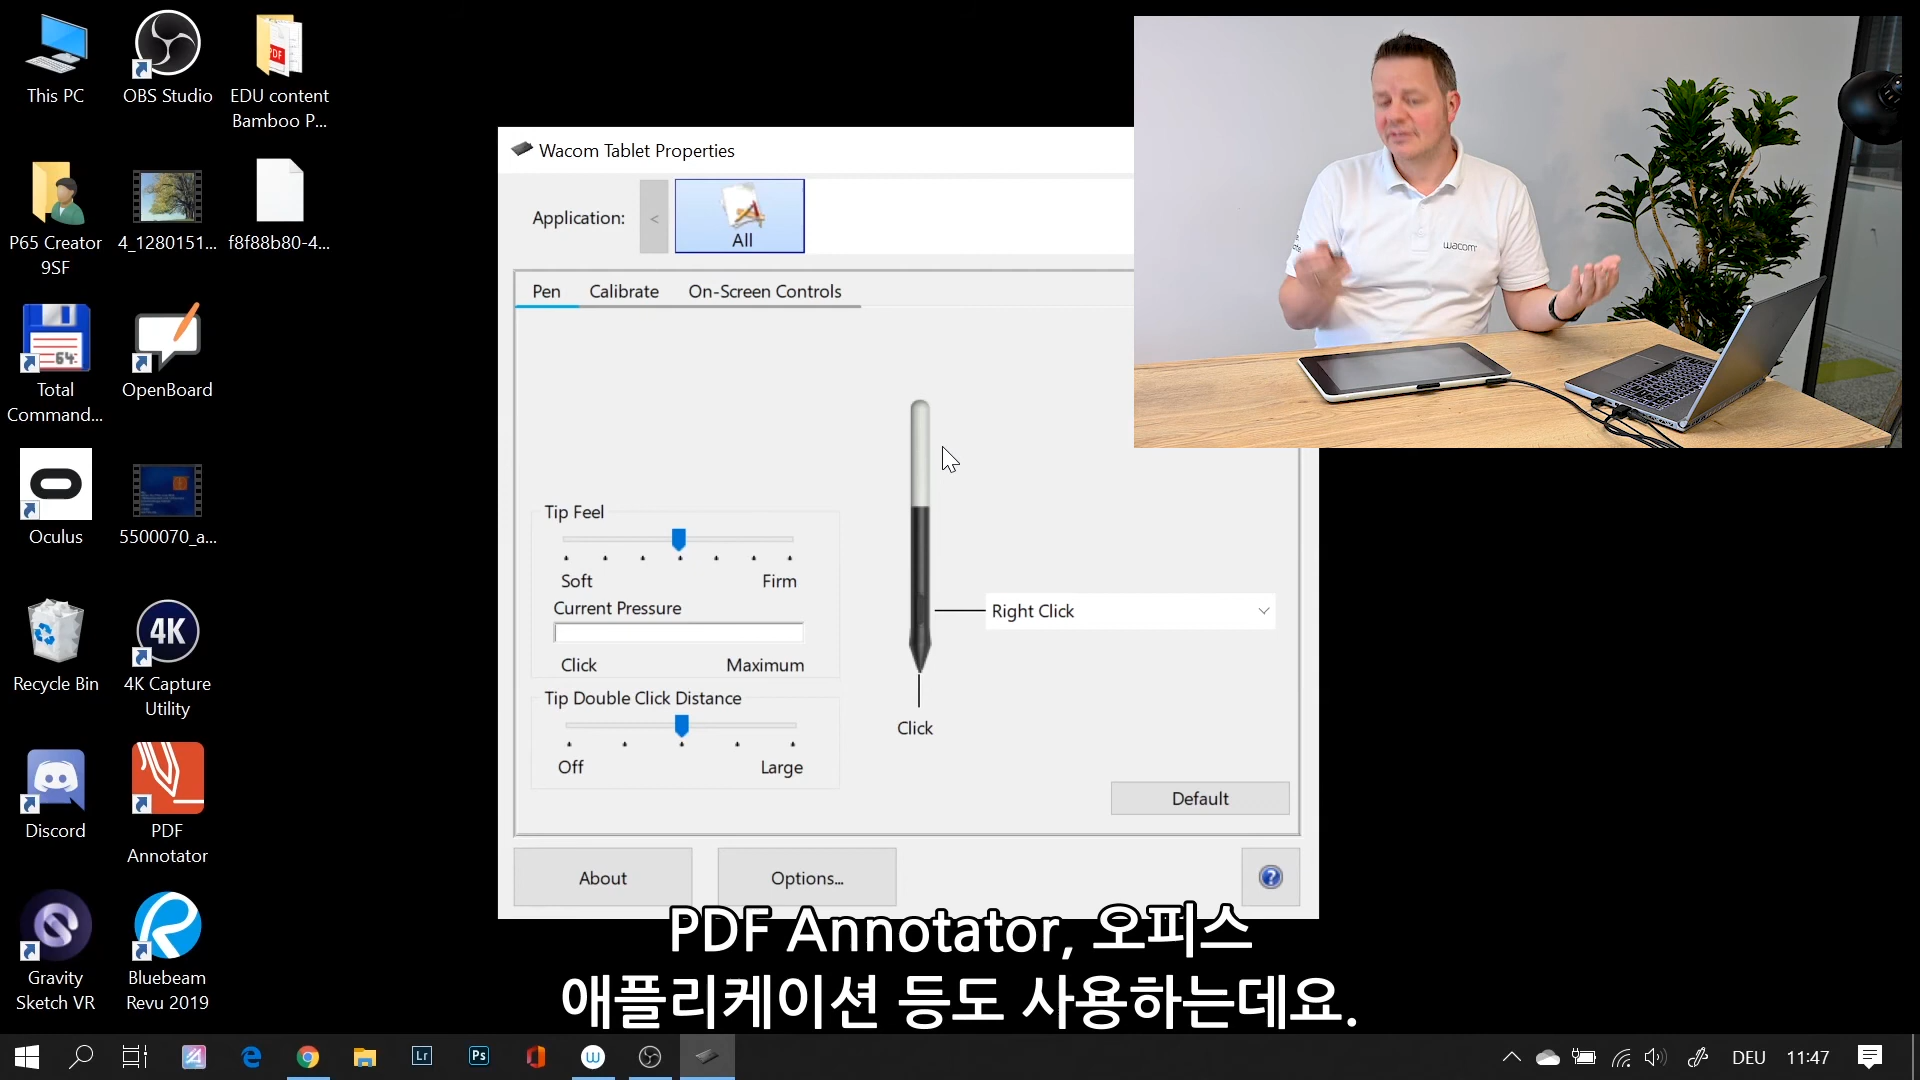 This PC
OBS Studio
EDU content
Bamboo P...
P65 Creator
9SF
4_1280151...
f8f88b80-4...
64
Total
Command...
OpenBoard
Oculus
5500070_a...
Recycle Bin
4K
4K Capture
Utility
Discord
PDF
Annotator
Gravity
Sketch VR
Bluebeam
Revu 2019
Wacom Tablet Properties
Application:
<
All
Pen
Calibrate
On-Screen Controls
Tip Feel
Soft
Firm
Current Pressure
Click
Maximum
Tip Double Click Distance
Off
Large
Right Click
Click
Default
About
Options...
?
wacom
PDF Annotator, 오피스
애플리케이션 등도 사용하는데요.
Lr
Ps
W
DEU
11:47